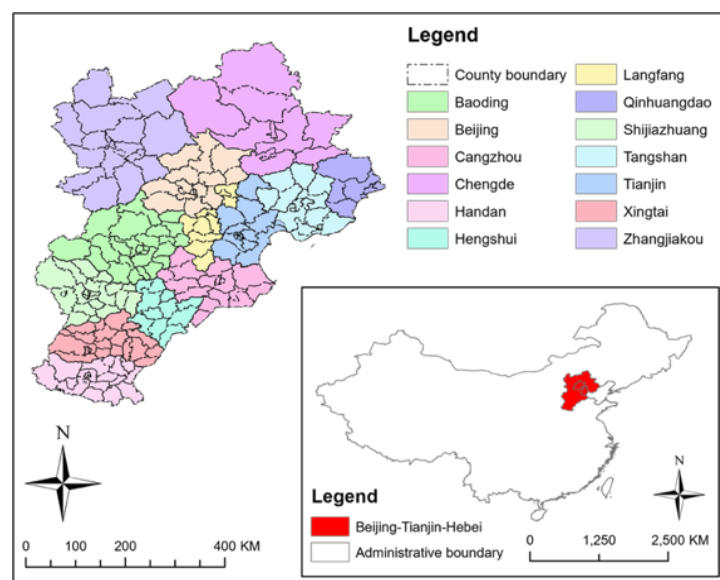 Legend
County boundary
Baoding
Beijing
Cangzhou
Chengde
Handan
Hengshui
Langfang
Qinhuangdao
Shijiazhuang
Tangshan
Tianjin
Xingtai
Zhangjiakou
N
0 100 200 400 KM
N
Legend
Beijing-Tianjin-Hebei
Administrative boundary
0 1,250 2,500 KM